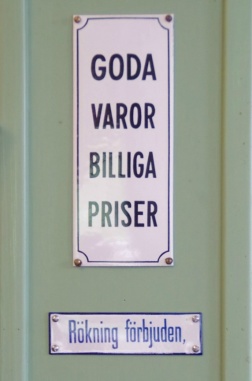 GODA
VAROR
BILLIGA
PRISER
Rökning förbjuden,